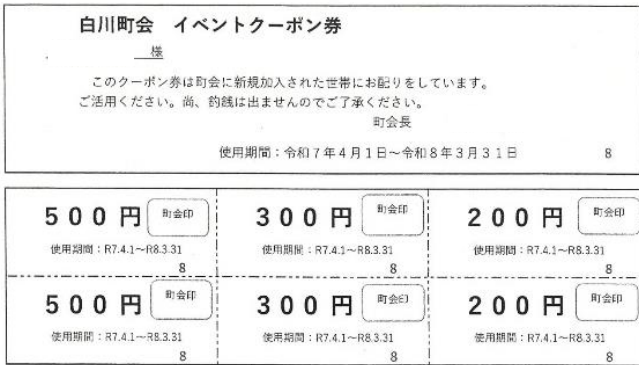 白川町会　イベントクーポン券
様
このクーポン券は町会に新規加入された世帯にお配りをしています。
ご活用ください。尚、釣銭は出ませんのでご了承ください。
町会長
使用期間：令和7年4月1日～令和8年3月31日　8
５００円　町会印　３００円　町会印　２００円　町会印
使用期間：R7.4.1～R8.3.31　使用期間：R7.4.1～R8.3.31　使用期間：R7.4.1～R8.3.31
8　8　8
５００円　町会印　３００円　町会印　２００円　町会印
使用期間：R7.4.1～R8.3.31　使用期間：R7.4.1～R8.3.31　使用期間：R7.4.1～R8.3.31
8　8　8